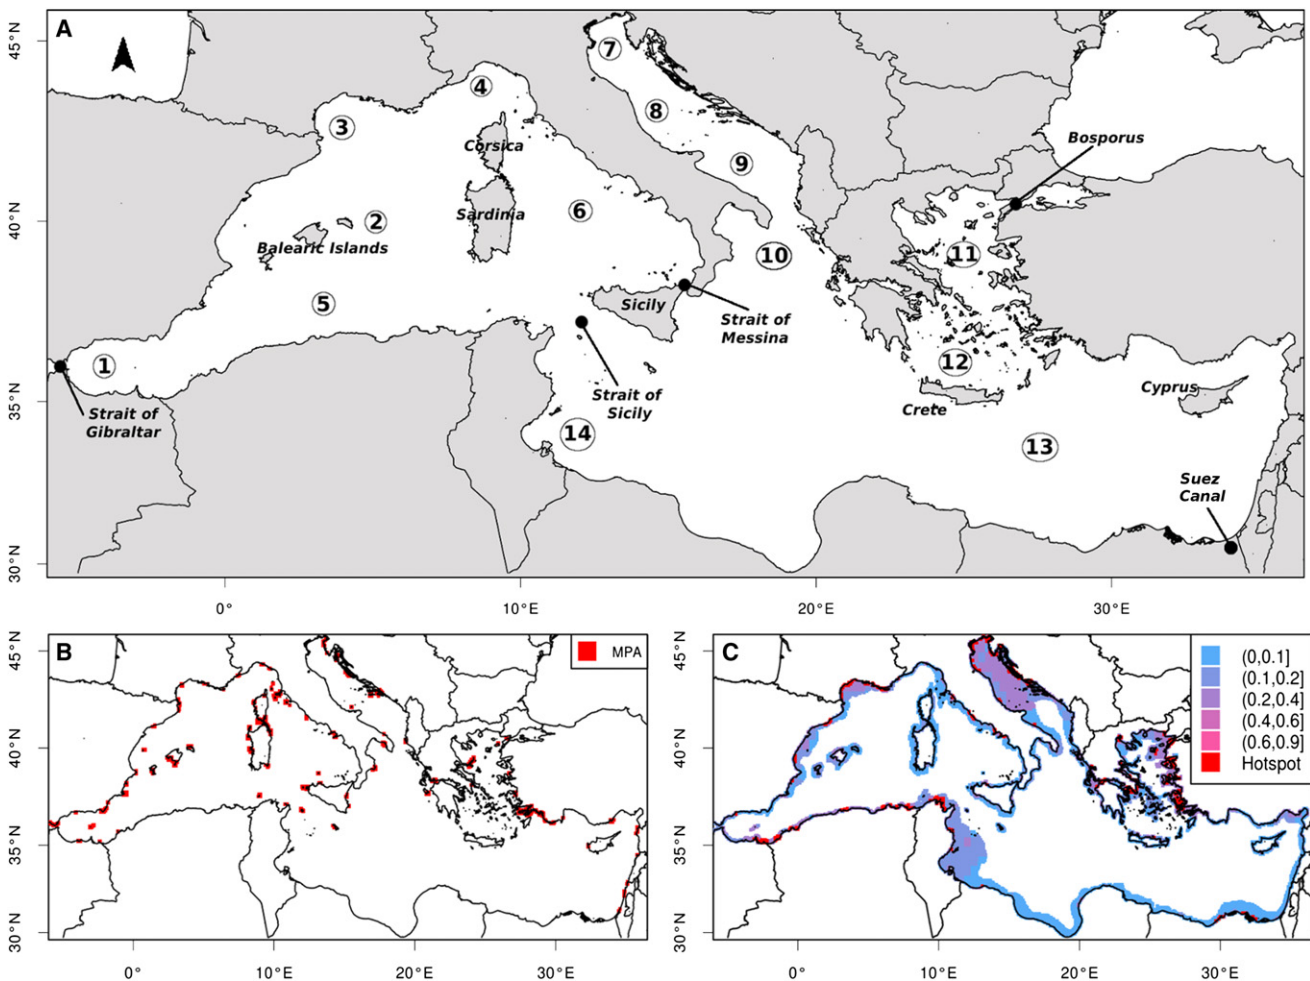 A
45°N
40°N
35°N
30°N
7
4
8
3
Corsica
9
Bosporus
2
Sardinia
6
Balearic Islands
10
11
5
Sicily
Strait of
Messina
1
12
Strait of
Sicily
Cyprus
Strait of
Gibraltar
Crete
14
13
Suez
Canal
0°
10°E
20°E
30°E
B
MPA
45°N
40°N
35°N
30°N
0°
10°E
20°E
30°E
C
(0,0.1]
(0.1,0.2]
(0.2,0.4]
(0.4,0.6]
(0.6,0.9]
Hotspot
45°N
40°N
35°N
30°N
0°
10°E
20°E
30°E